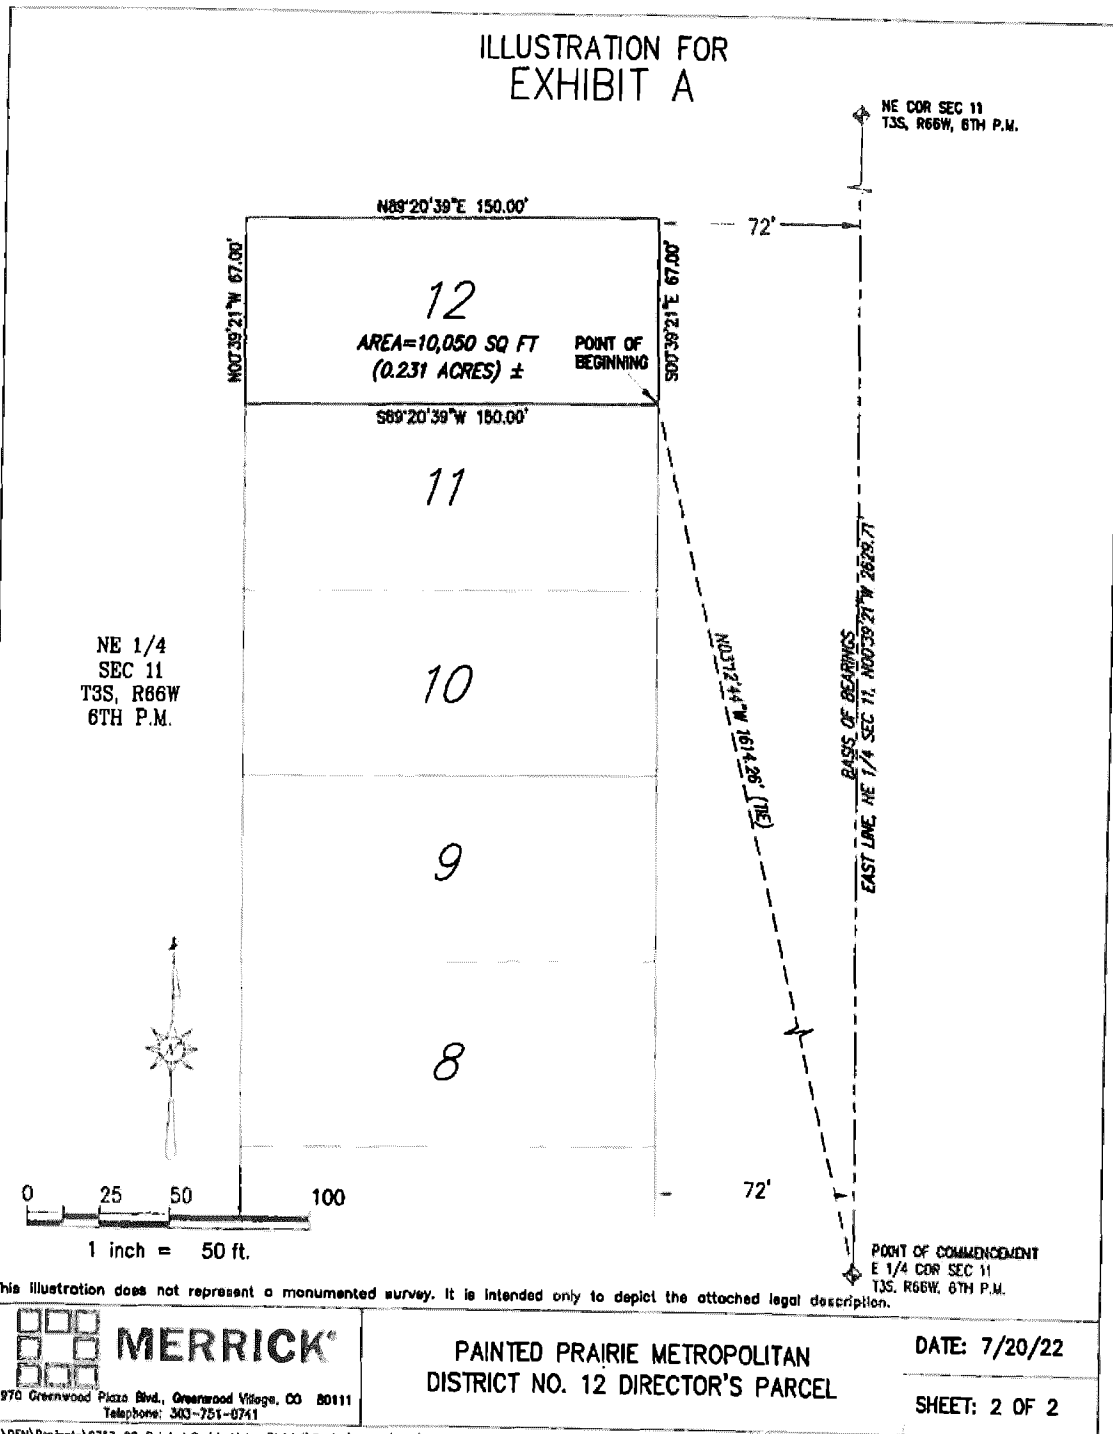 ILLUSTRATION FOR
EXHIBIT A
NE COR SEC 11
T3S, R66W, 6TH P.M.
N89°20'39"E 150.00'
72'
N00°39'21"W 67.00'
S00°39'21"E 67.00'
12
AREA=10,050 SQ FT
(0.231 ACRES) ±
POINT OF
BEGINNING
S89°20'39"W 150.00'
11
NE 1/4
SEC 11
T3S, R66W
6TH P.M.
10
N03°12'44"W 1614.26' (TIE)
BASIS OF BEARINGS
EAST LINE, NE 1/4 SEC 11, N00°39'21"W 2629.71'
9
N
8
72'
0 25 50 100
1 inch = 50 ft.
POINT OF COMMENCEMENT
E 1/4 COR SEC 11
T3S, R66W, 6TH P.M.
his illustration does not represent a monumented survey. It is intended only to depict the attached legal description.
MERRICK®
970 Greenwood Plaza Blvd., Greenwood Village, CO 80111
Telephone: 303-751-0741
PAINTED PRAIRIE METROPOLITAN
DISTRICT NO. 12 DIRECTOR'S PARCEL
DATE: 7/20/22
SHEET: 2 OF 2